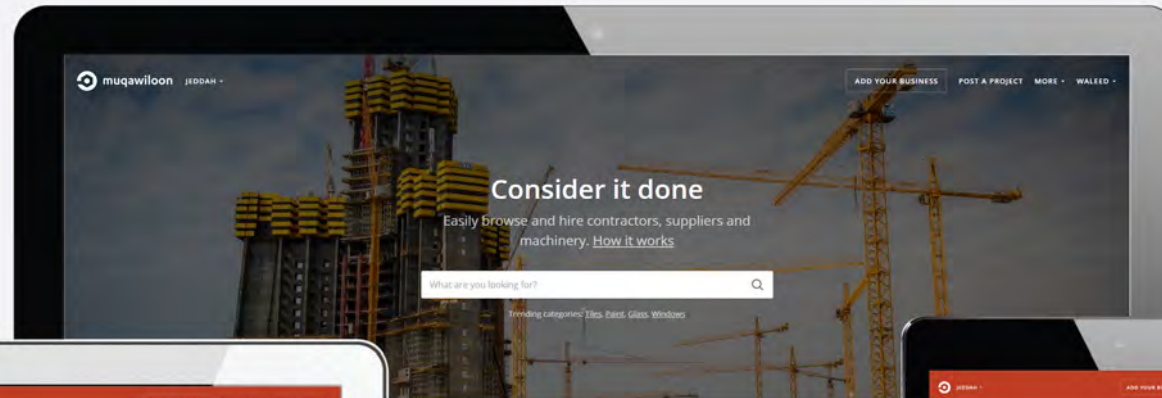 muqawiloon JEDDAH
ADD YOUR BUSINESS POST A PROJECT MORE WALEED
Consider it done
Easily browse and hire contractors, suppliers and
machinery. How it works
What are you looking for?
Trending categories: Tiles, Paint, Glass, Windows
JEDDAH
ADD YOUR